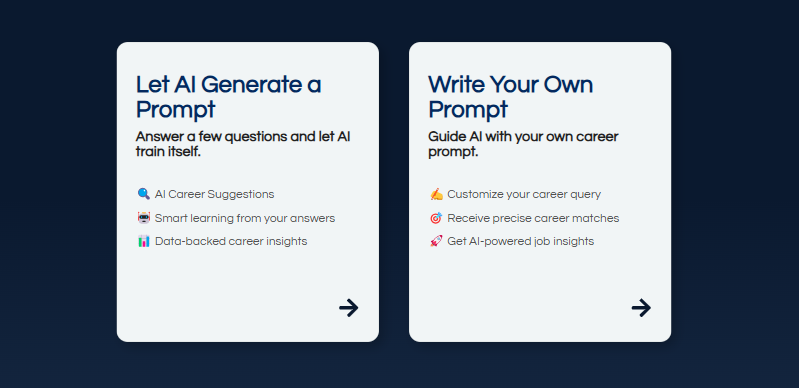 Let AI Generate a
Prompt
Answer a few questions and let AI
train itself.
AI Career Suggestions
Smart learning from your answers
Data-backed career insights
Write Your Own
Prompt
Guide AI with your own career
prompt.
Customize your career query
Receive precise career matches
Get AI-powered job insights